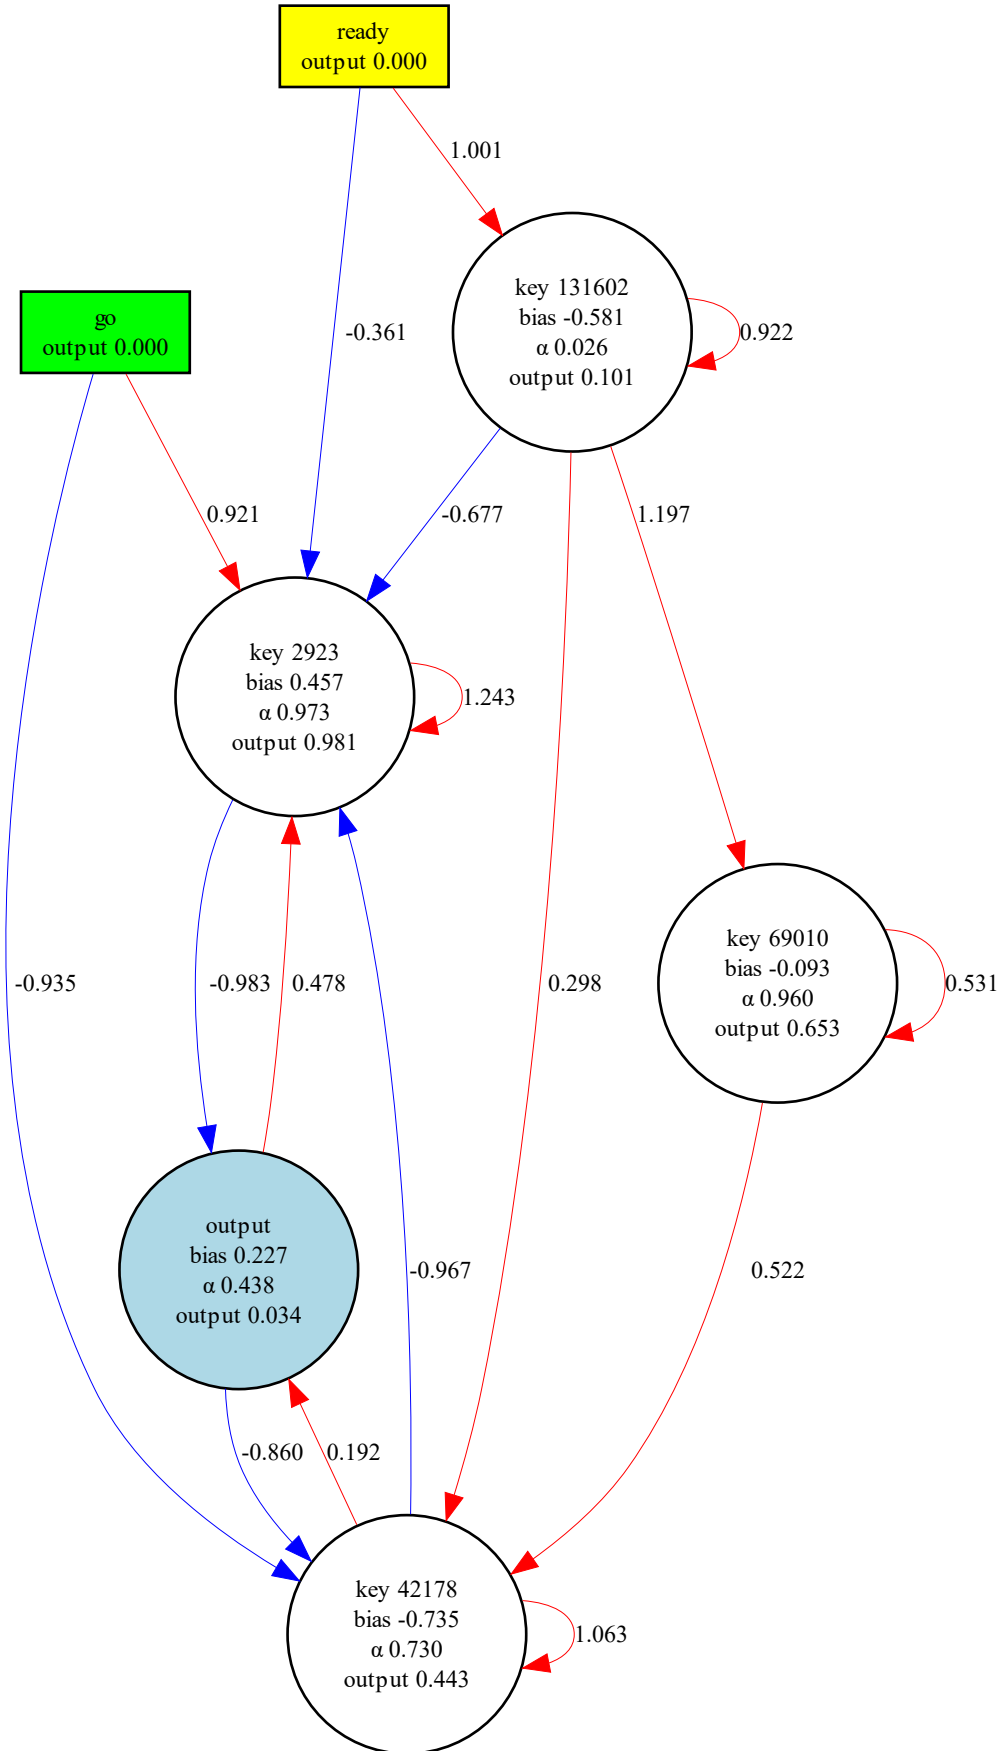 ready
output 0.000
1.001
key 131602
bias -0.581
α 0.026
output 0.101
0.922
go
output 0.000
-0.361
0.921
-0.677
1.197
key 2923
bias 0.457
α 0.973
output 0.981
1.243
key 69010
bias -0.093
α 0.960
output 0.653
0.531
-0.935
-0.983
0.478
0.298
output
bias 0.227
α 0.438
output 0.034
-0.967
0.522
-0.860
0.192
key 42178
bias -0.735
α 0.730
output 0.443
1.063